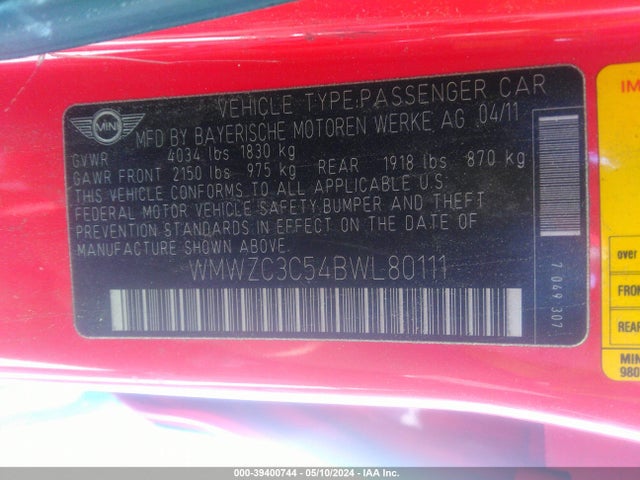 MINI
VEHICLE TYPE:PASSENGER CAR
MFD BY BAYERISCHE MOTOREN WERKE AG 04/11
GVWR 4034 lbs 1830 kg
GAWR FRONT 2150 lbs 975 kg REAR 1918 lbs 870 kg
THIS VEHICLE CONFORMS TO ALL APPLICABLE U.S.
FEDERAL MOTOR VEHICLE SAFETY,BUMPER AND THEFT
PREVENTION STANDARDS IN EFFECT ON THE DATE OF
MANUFACTURE SHOWN ABOVE.
WMWZC3C54BWL80111
7 049 307
IM
over
FRON
REAR
MIN
980
000-39400744 - 05/10/2024 - IAA Inc.